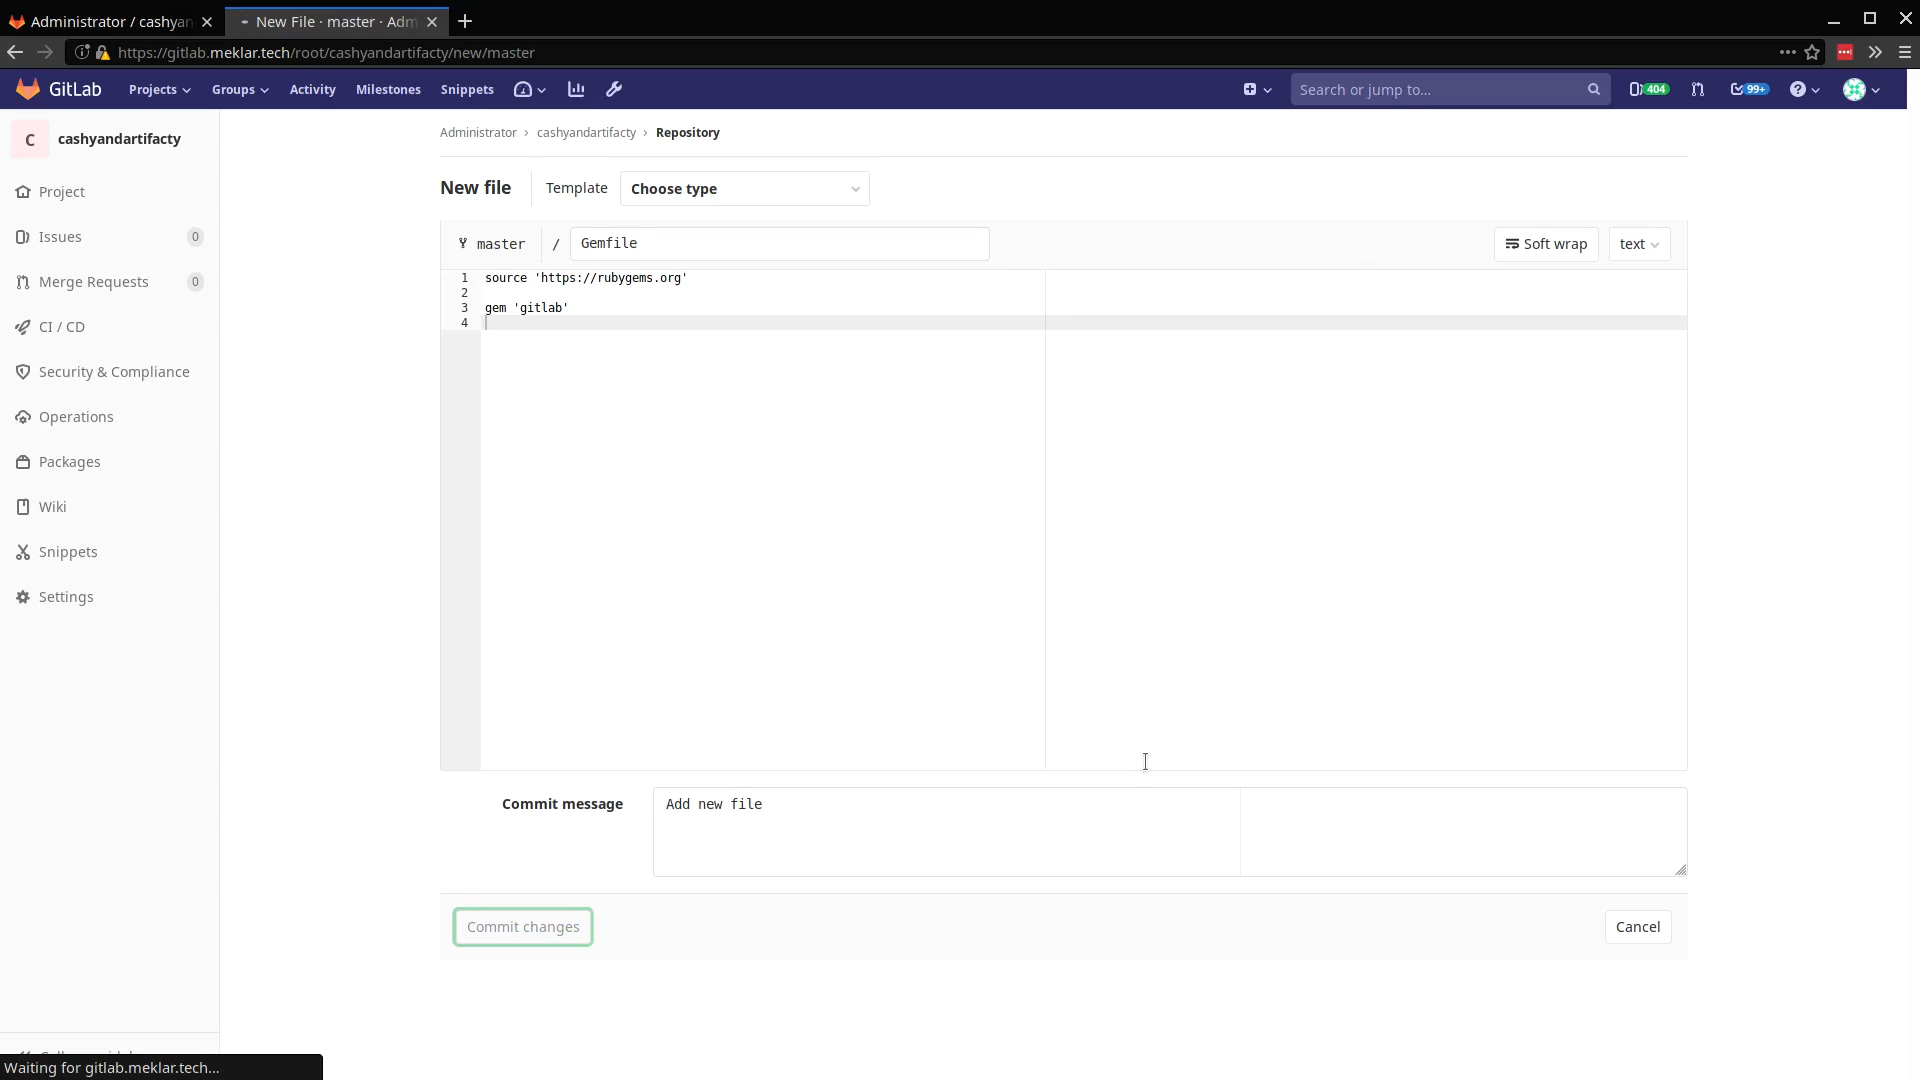 Administrator / cashyan
New File · master · Adm
https://gitlab.meklar.tech/root/cashyandartifacty/new/master
GitLab
Projects
Groups
Activity
Milestones
Snippets
Search or jump to...
404
99+
C
cashyandartifacty
Project
Issues
0
Merge Requests
0
CI / CD
Security & Compliance
Operations
Packages
Wiki
Snippets
Settings
Waiting for gitlab.meklar.tech...
Administrator › cashyandartifacty › Repository
New file
Template
Choose type
master
/
Gemfile
Soft wrap
text
1 source 'https://rubygems.org'
2
3 gem 'gitlab'
4
Commit message
Add new file
Commit changes
Cancel